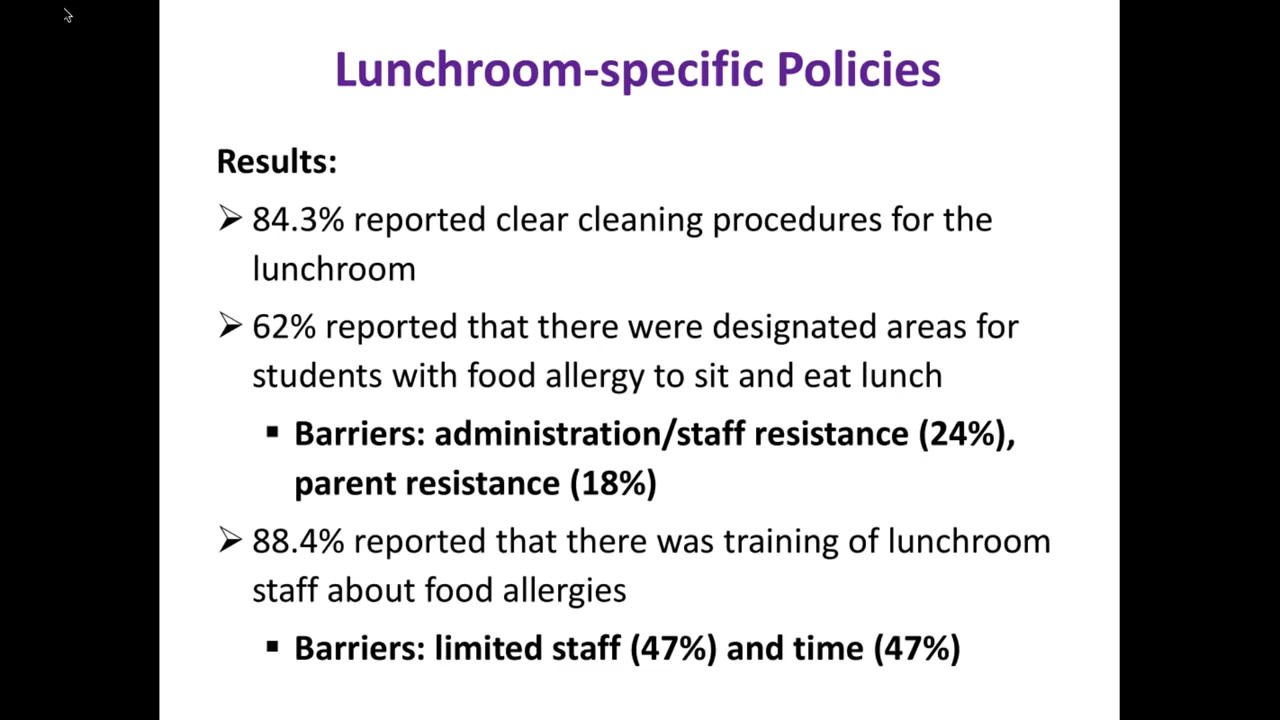 Lunchroom-specific Policies
Results:
➢ 84.3% reported clear cleaning procedures for the
lunchroom
➢ 62% reported that there were designated areas for
students with food allergy to sit and eat lunch
▪ Barriers: administration/staff resistance (24%),
parent resistance (18%)
➢ 88.4% reported that there was training of lunchroom
staff about food allergies
▪ Barriers: limited staff (47%) and time (47%)